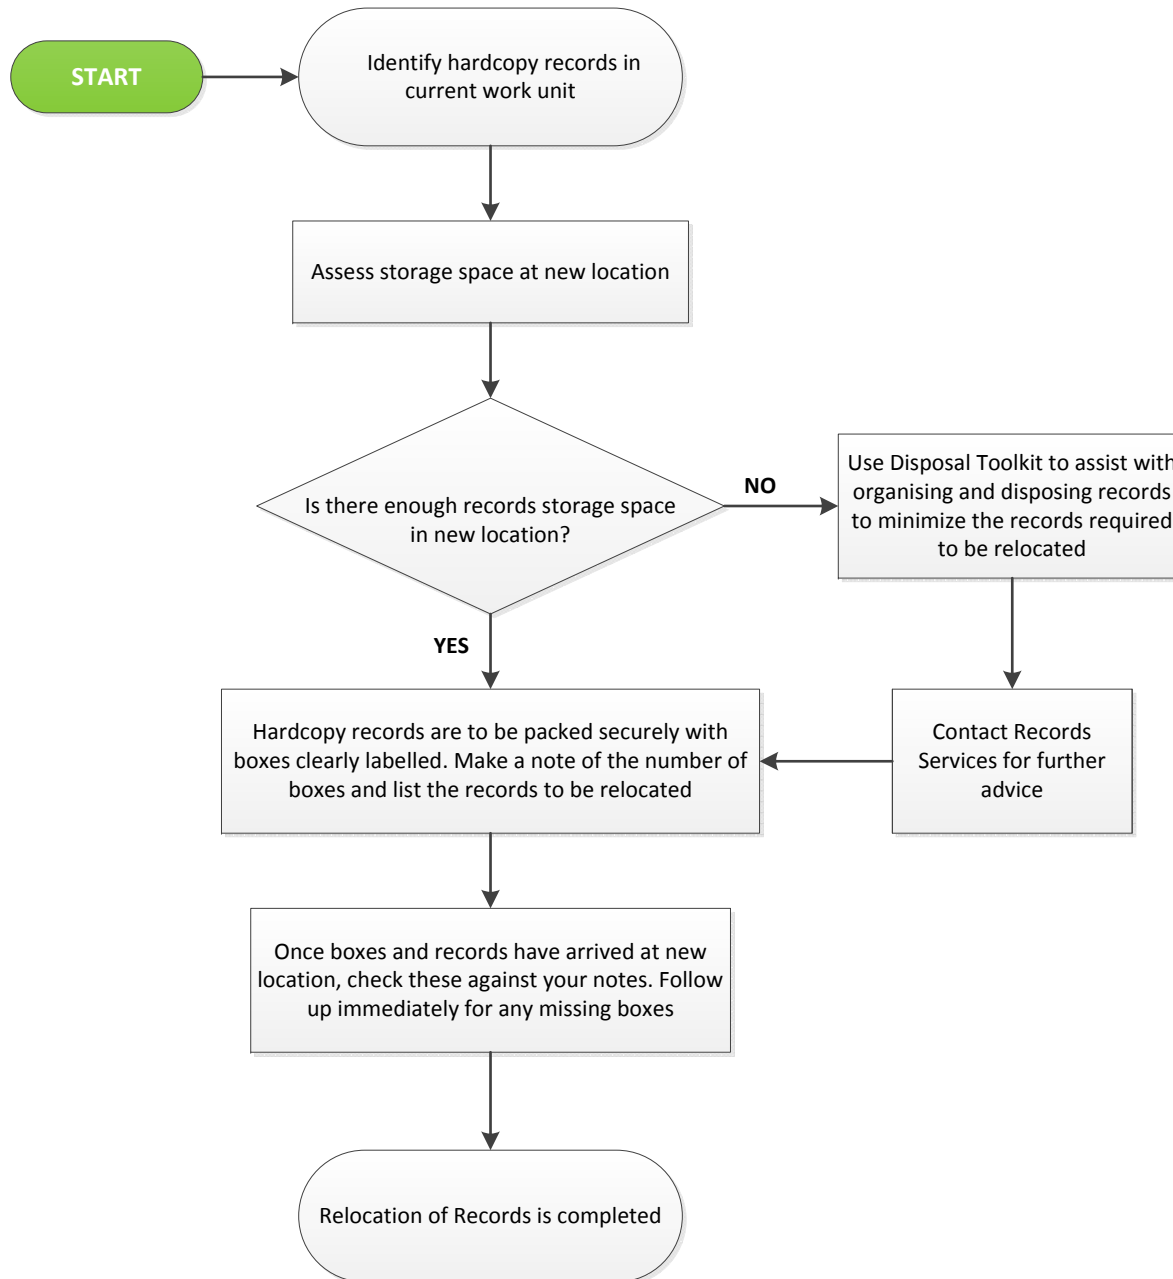 START
Identify hardcopy records in
current work unit
Assess storage space at new location
Is there enough records storage space
in new location?
NO
Use Disposal Toolkit to assist with
organising and disposing records
to minimize the records required
to be relocated
YES
Hardcopy records are to be packed securely with
boxes clearly labelled. Make a note of the number of
boxes and list the records to be relocated
Contact Records
Services for further
advice
Once boxes and records have arrived at new
location, check these against your notes. Follow
up immediately for any missing boxes
Relocation of Records is completed